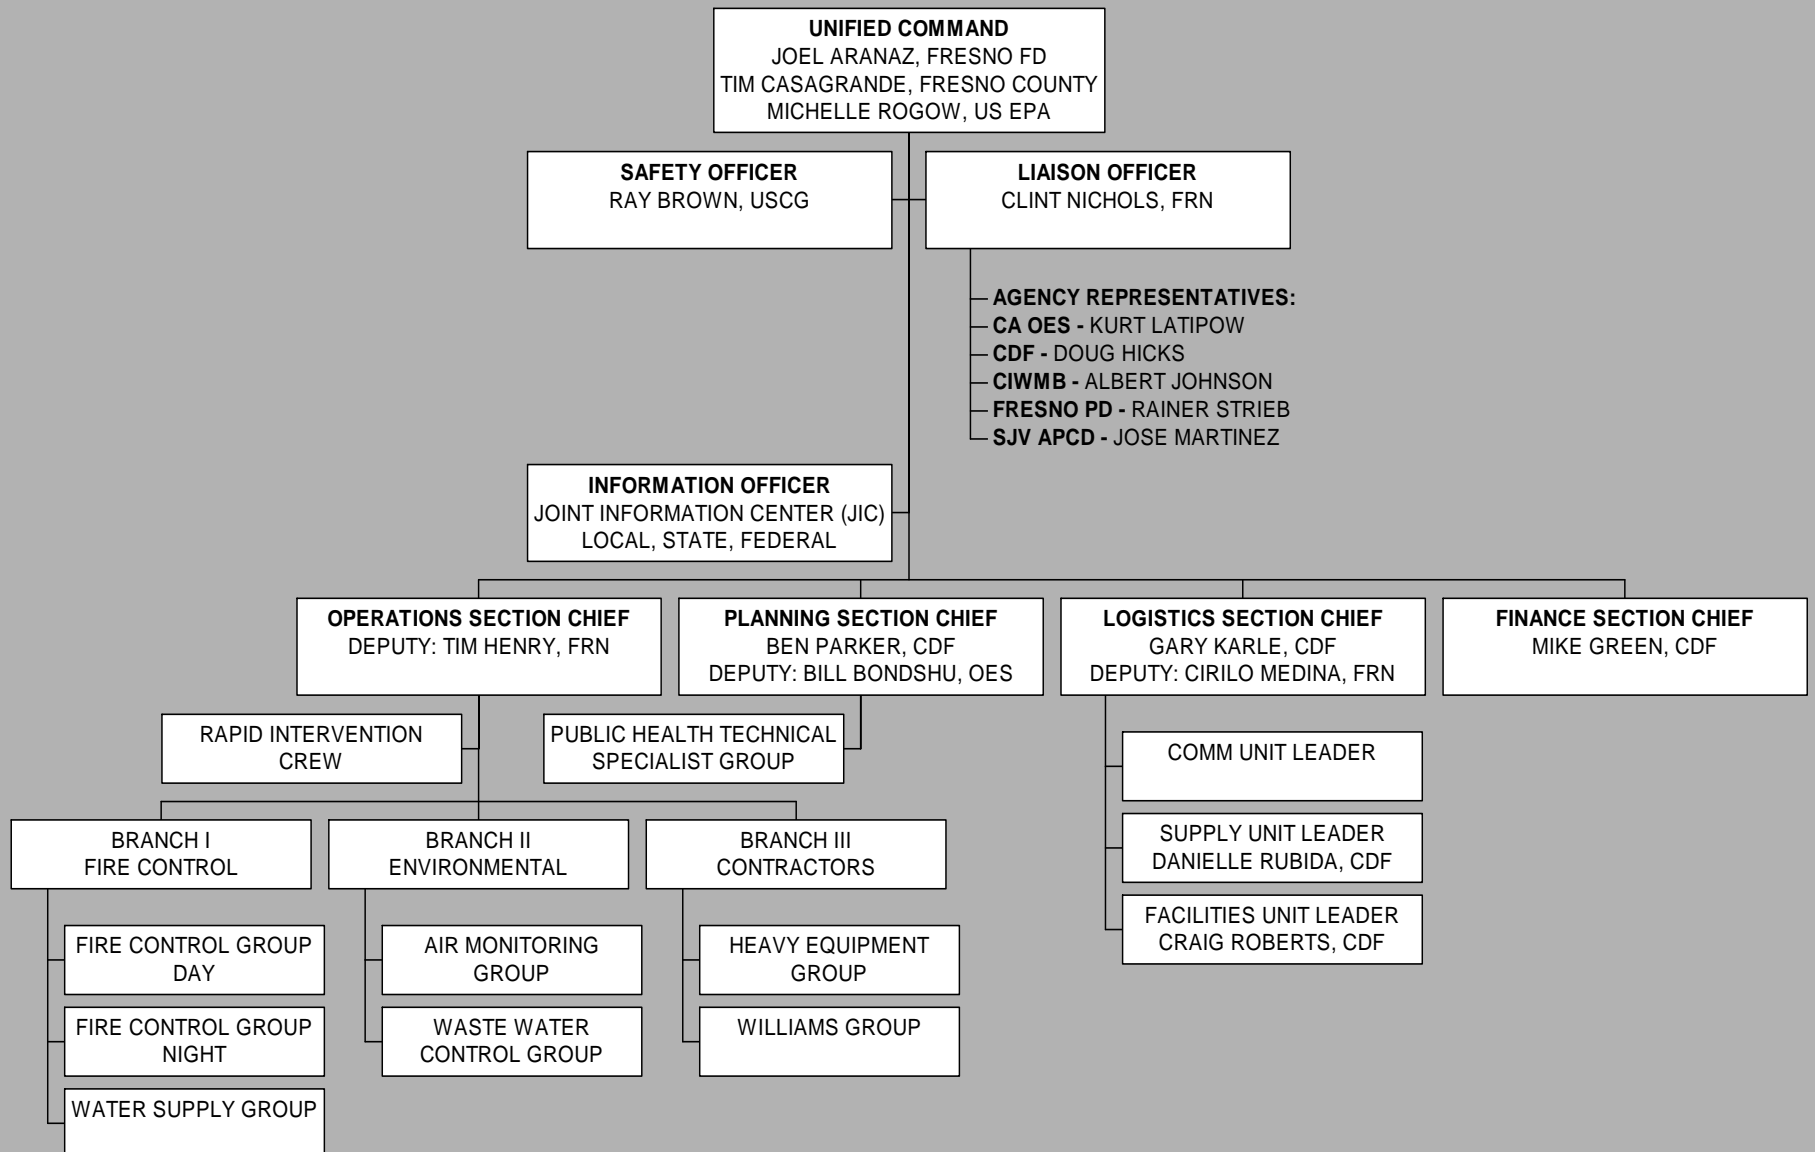 UNIFIED COMMAND
JOEL ARANAZ, FRESNO FD
TIM CASAGRANDE, FRESNO COUNTY
MICHELLE ROGOW, US EPA
SAFETY OFFICER
RAY BROWN, USCG
LIAISON OFFICER
CLINT NICHOLS, FRN
AGENCY REPRESENTATIVES:
CA OES - KURT LATIPOW
CDF - DOUG HICKS
CIWMB - ALBERT JOHNSON
FRESNO PD - RAINER STRIEB
SJV APCD - JOSE MARTINEZ
INFORMATION OFFICER
JOINT INFORMATION CENTER (JIC)
LOCAL, STATE, FEDERAL
OPERATIONS SECTION CHIEF
DEPUTY: TIM HENRY, FRN
PLANNING SECTION CHIEF
BEN PARKER, CDF
DEPUTY: BILL BONDSHU, OES
LOGISTICS SECTION CHIEF
GARY KARLE, CDF
DEPUTY: CIRILO MEDINA, FRN
FINANCE SECTION CHIEF
MIKE GREEN, CDF
RAPID INTERVENTION
CREW
PUBLIC HEALTH TECHNICAL
SPECIALIST GROUP
COMM UNIT LEADER
SUPPLY UNIT LEADER
DANIELLE RUBIDA, CDF
FACILITIES UNIT LEADER
CRAIG ROBERTS, CDF
BRANCH I
FIRE CONTROL
BRANCH II
ENVIRONMENTAL
BRANCH III
CONTRACTORS
FIRE CONTROL GROUP
DAY
FIRE CONTROL GROUP
NIGHT
WATER SUPPLY GROUP
AIR MONITORING
GROUP
WASTE WATER
CONTROL GROUP
HEAVY EQUIPMENT
GROUP
WILLIAMS GROUP